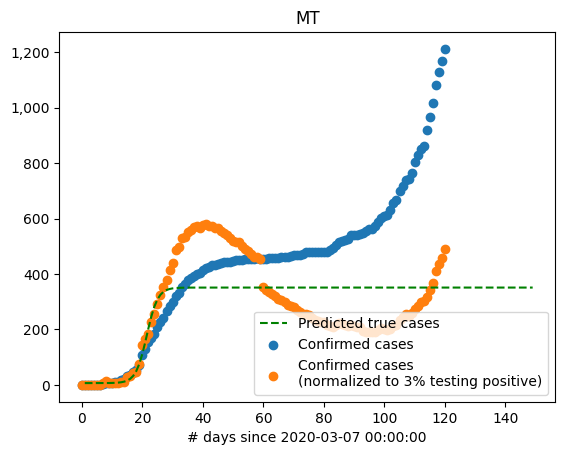 MT
1,200
1,000
800
600
400
200
0
Predicted true cases
Confirmed cases
Confirmed cases
(normalized to 3% testing positive)
0 20 40 60 80 100 120 140
# days since 2020-03-07 00:00:00